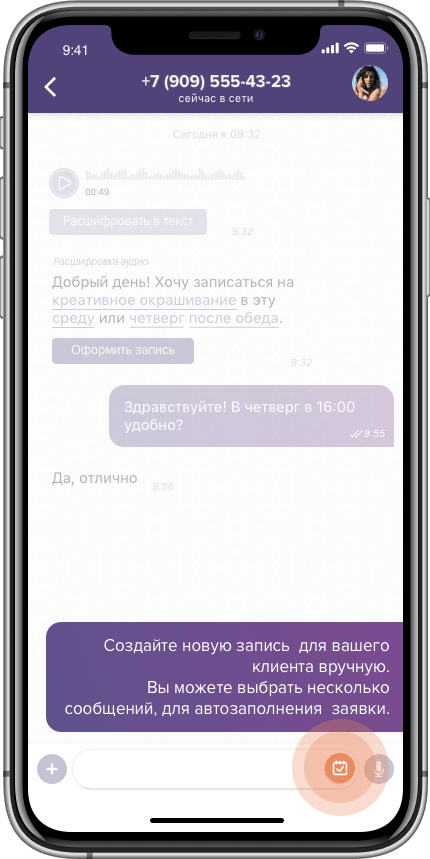 9:41
+7 (909) 555-43-23
сейчас в сети
Сегодня в 09:32
00:49
Расшифровать в текст
9:32
Расшифровка аудио
Добрый день! Хочу записаться на
креативное окрашивание в эту
среду или четверг после обеда.
Оформить запись
9:32
Здравствуйте! В четверг в 16:00
удобно?
9:55
Да, отлично
9:56
Создайте новую запись для вашего
клиента вручную.
Вы можете выбрать несколько
сообщений, для автозаполнения заявки.